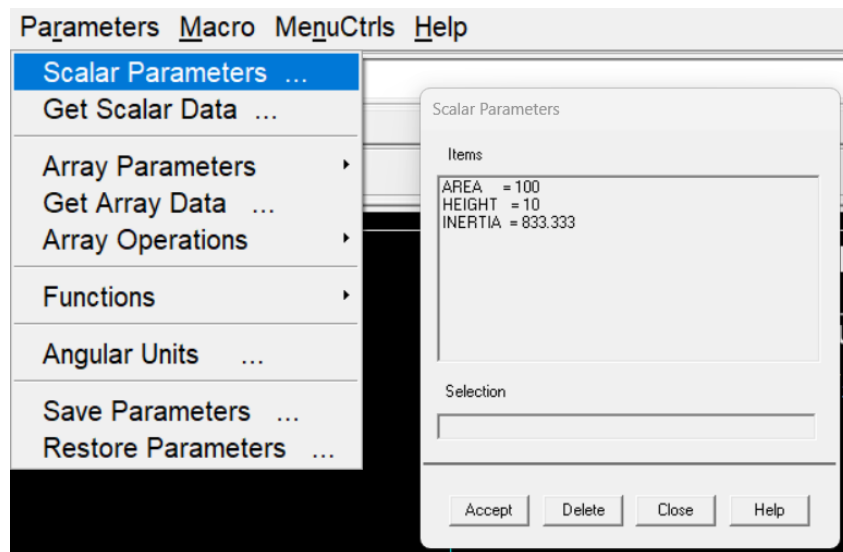 Parameters Macro MenuCtrls Help
Scalar Parameters ...
Get Scalar Data ...
Array Parameters
Get Array Data ...
Array Operations
Functions
Angular Units ...
Save Parameters ...
Restore Parameters ...
Scalar Parameters
Items
AREA = 100
HEIGHT = 10
INERTIA = 833.333
Selection
Accept Delete Close Help